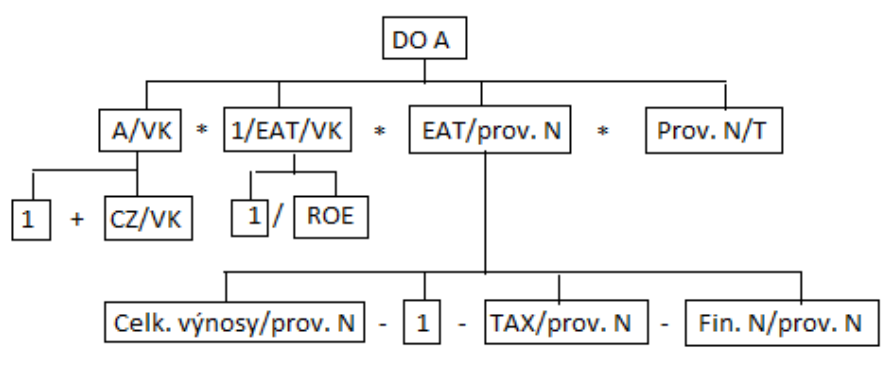 DO A
A/VK * 1/EAT/VK * EAT/prov. N * Prov. N/T
1 + CZ/VK 1 / ROE
Celk. výnosy/prov. N - 1 - TAX/prov. N - Fin. N/prov. N